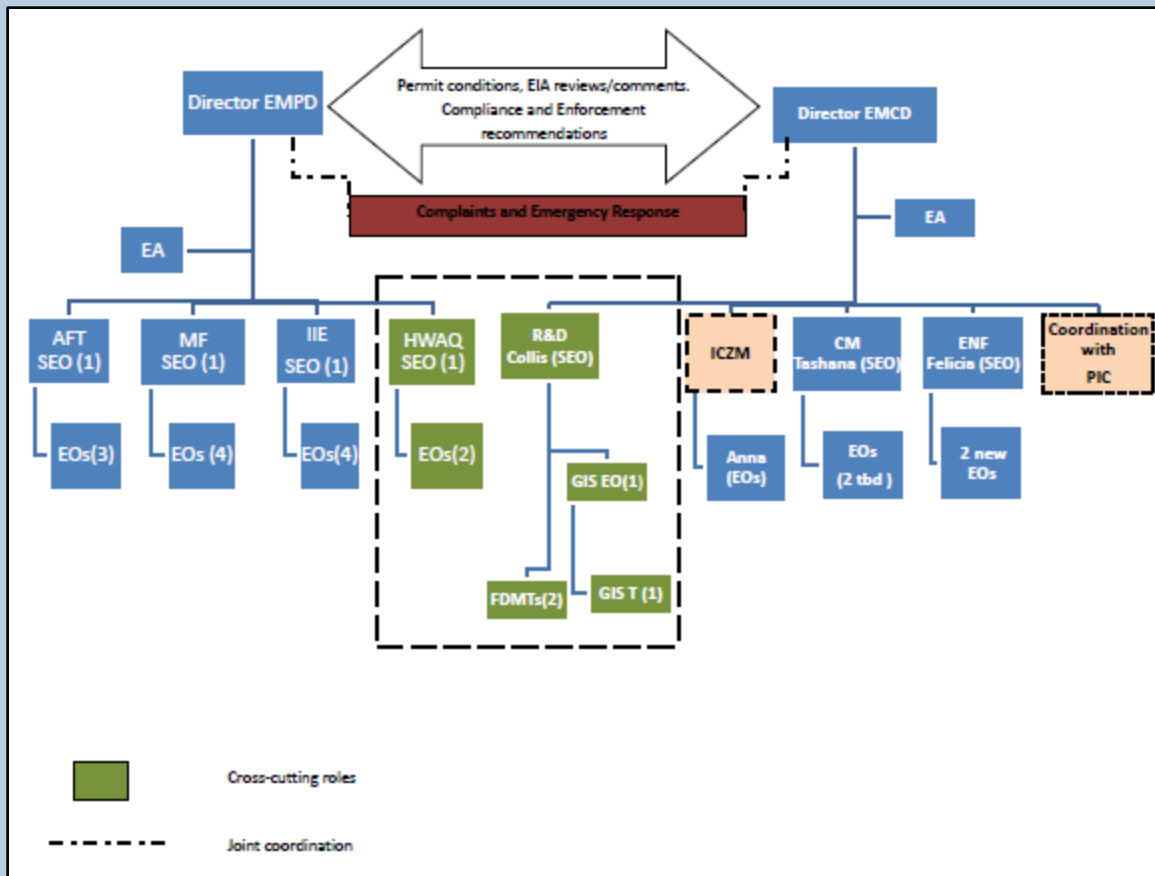 Director EMPD
Permit conditions, EIA reviews/comments.
Compliance and Enforcement
recommendations
Director EMCD
Complaints and Emergency Response
EA
EA
AFT
SEO (1)
MF
SEO (1)
IIE
SEO (1)
HWAQ
SEO (1)
R&D
Collis (SEO)
ICZM
CM
Tashana (SEO)
ENF
Felicia (SEO)
Coordination
with
PIC
EOs(3)
EOs (4)
EOs(4)
EOs(2)
GIS EO(1)
Anna
(EOs)
EOs
(2 tbd )
2 new
EOs
FDMTs(2)
GIS T (1)
Cross-cutting roles
Joint coordination